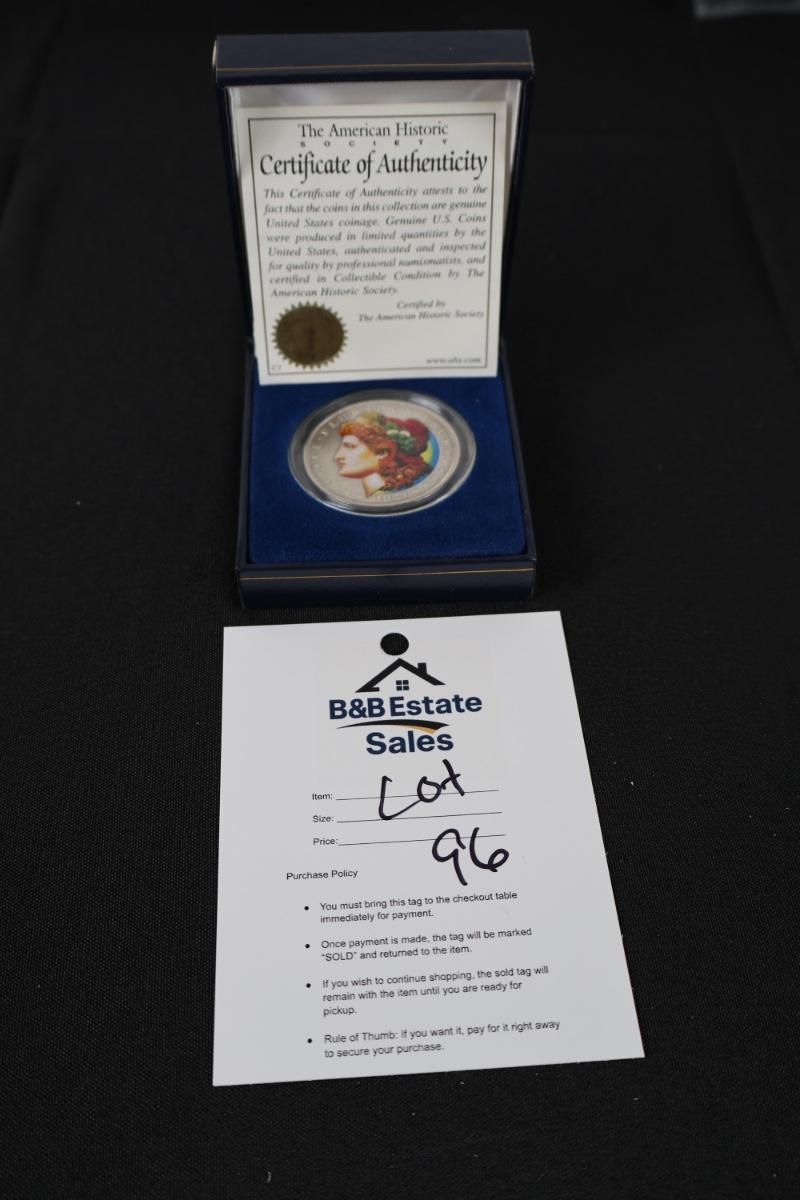 The American Historic
SOCIETY
Certificate of Authenticity
This Certificate of Authenticity attests to the
fact that the coins in this collection are genuine
United States coinage. Genuine U.S. Coins
were produced in limited quantities by the
United States, authenticated and inspected
for quality by professional numismatists, and
certified in Collectible Condition by The
American Historic Society.
Certified by
The American Historic Society
www.ahs.com
C1
B&B Estate
Sales
Item: Lot
Size:
Price: 96
Purchase Policy
• You must bring this tag to the checkout table
immediately for payment.
• Once payment is made, the tag will be marked
"SOLD" and returned to the item.
• If you wish to continue shopping, the sold tag will
remain with the item until you are ready for
pickup.
• Rule of Thumb: If you want it, pay for it right away
to secure your purchase.